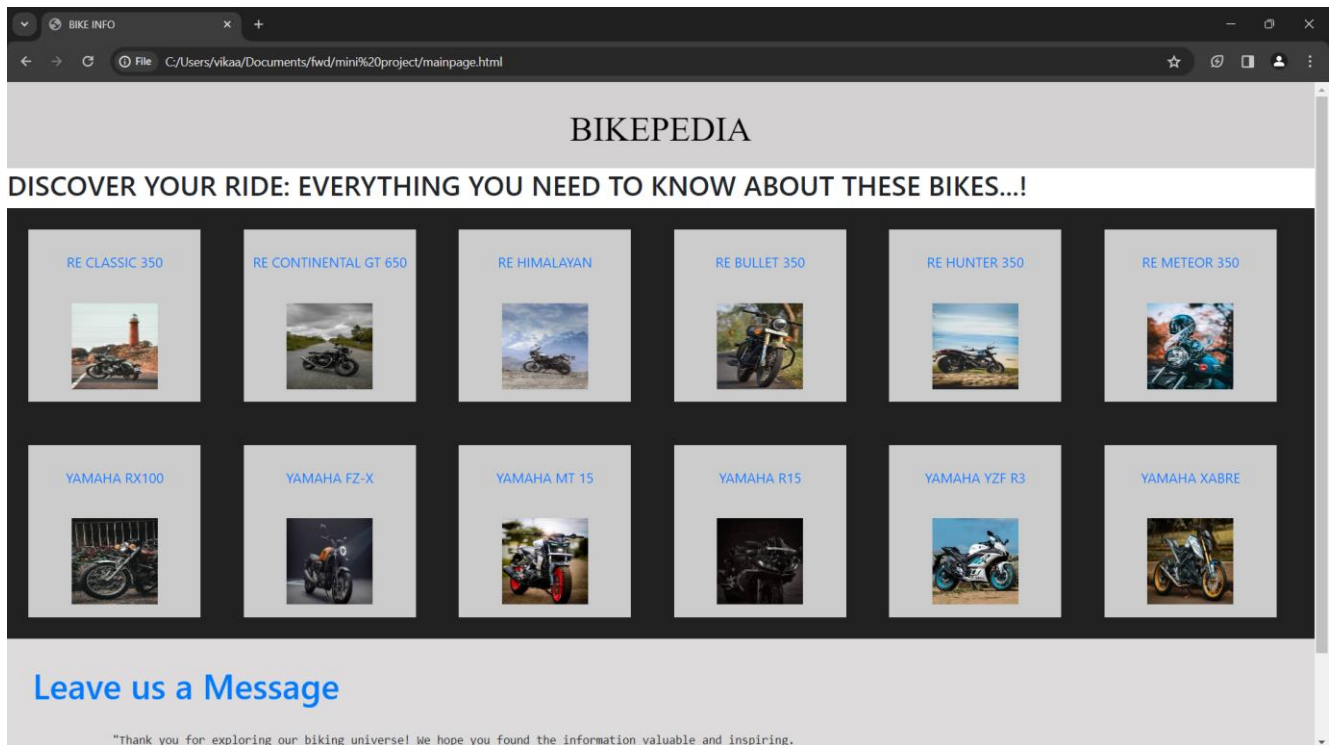 BIKE INFO
File C:/Users/vikaa/Documents/fwd/mini%20project/mainpage.html
BIKEPEDIA
DISCOVER YOUR RIDE: EVERYTHING YOU NEED TO KNOW ABOUT THESE BIKES...!
RE CLASSIC 350 RE CONTINENTAL GT 650 RE HIMALAYAN RE BULLET 350 RE HUNTER 350 RE METEOR 350
YAMAHA RX100 YAMAHA FZ-X YAMAHA MT 15 YAMAHA R15 YAMAHA YZF R3 YAMAHA XABRE
Leave us a Message
"Thank you for exploring our biking universe! We hope you found the information valuable and inspiring.